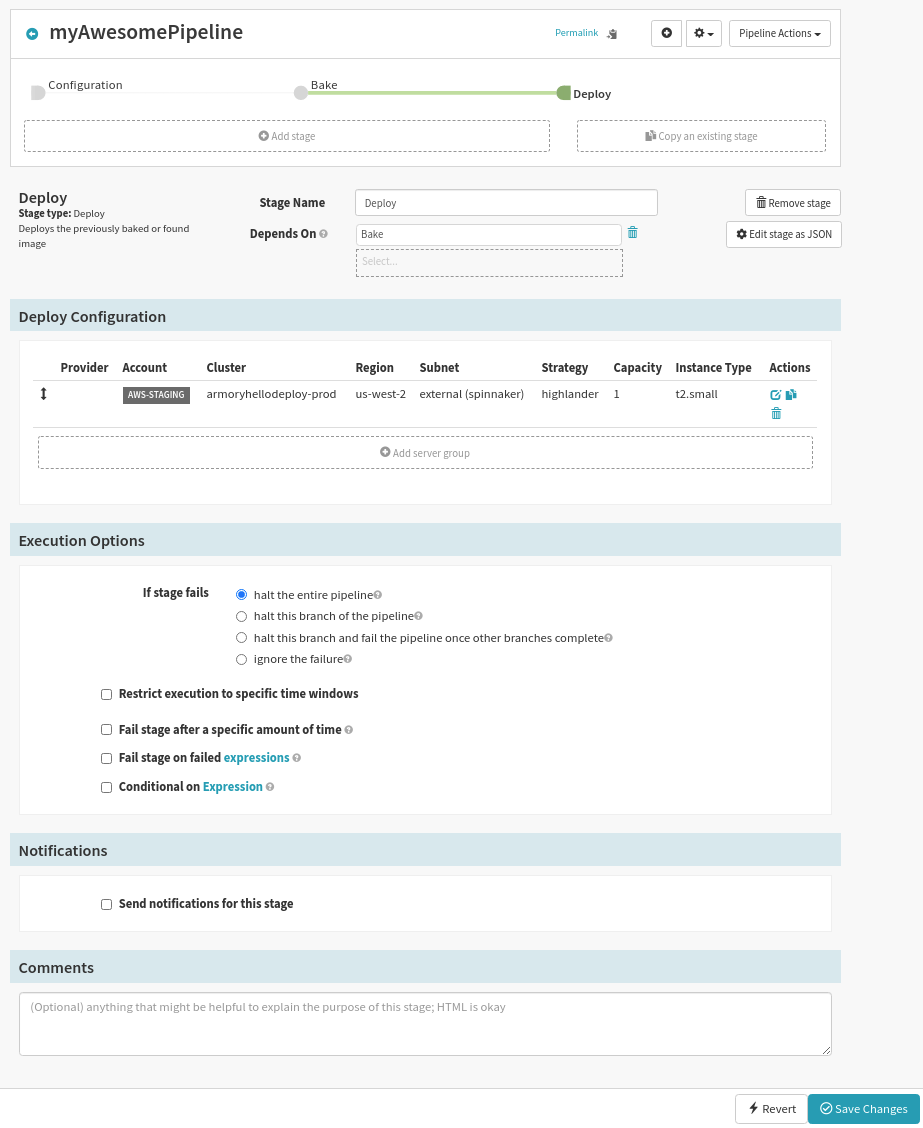 myAwesomePipeline
Permalink
Pipeline Actions
Configuration
Bake
Deploy
Add stage
Copy an existing stage
Deploy
Stage type: Deploy
Deploys the previously baked or found
image
Stage Name
Deploy
Remove stage
Depends On
Bake
Edit stage as JSON
Select...
Deploy Configuration
Provider Account Cluster Region Subnet Strategy Capacity Instance Type Actions
AWS-STAGING armoryhellodeploy-prod us-west-2 external (spinnaker) highlander 1 t2.small
Add server group
Execution Options
If stage fails
halt the entire pipeline
halt this branch of the pipeline
halt this branch and fail the pipeline once other branches complete
ignore the failure
Restrict execution to specific time windows
Fail stage after a specific amount of time
Fail stage on failed expressions
Conditional on Expression
Notifications
Send notifications for this stage
Comments
(Optional) anything that might be helpful to explain the purpose of this stage; HTML is okay
Revert
Save Changes